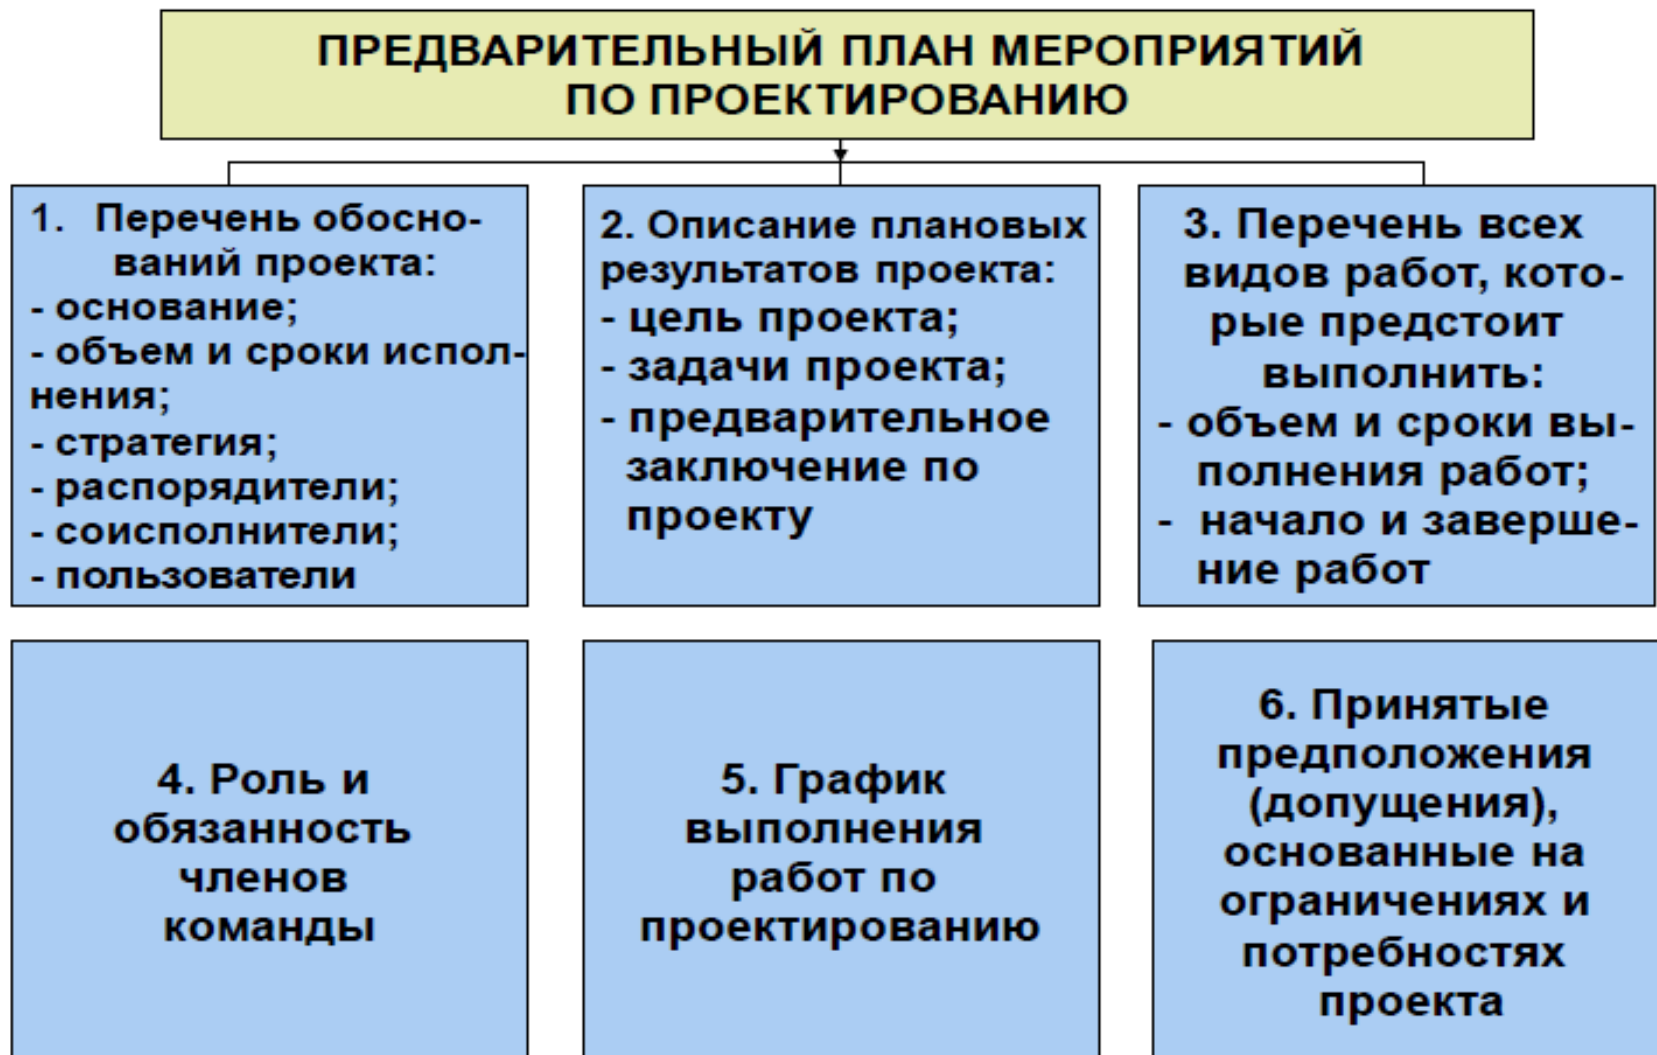 ПРЕДВАРИТЕЛЬНЫЙ ПЛАН МЕРОПРИЯТИЙ
ПО ПРОЕКТИРОВАНИЮ
1. Перечень обосно-
ваний проекта:
- основание;
- объем и сроки испол-
нения;
- стратегия;
- распорядители;
- соисполнители;
- пользователи
2. Описание плановых
результатов проекта:
- цель проекта;
- задачи проекта;
- предварительное
заключение по
проекту
3. Перечень всех
видов работ, кото-
рые предстоит
выполнить:
- объем и сроки вы-
полнения работ;
- начало и заверше-
ние работ
4. Роль и
обязанность
членов
команды
5. График
выполнения
работ по
проектированию
6. Принятые
предположения
(допущения),
основанные на
ограничениях и
потребностях
проекта